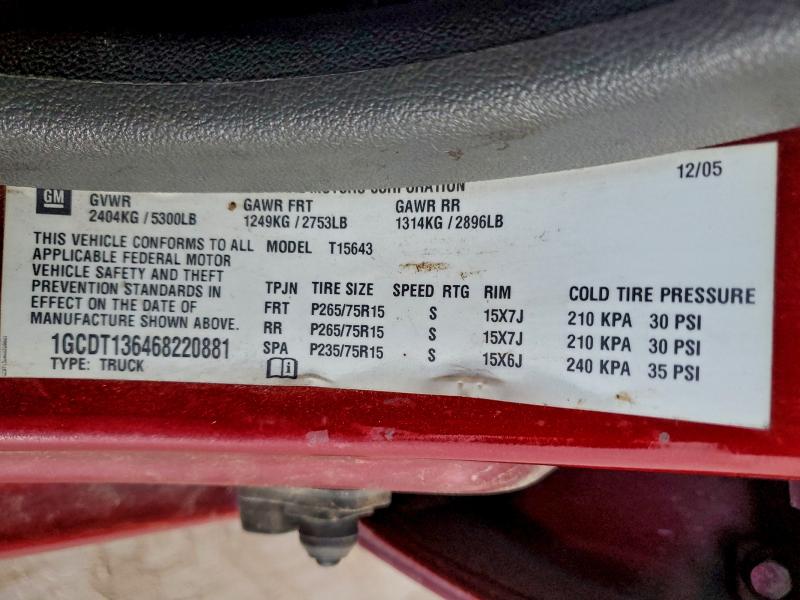 12/05
MOTORS CORPORATION
GM
GVWR GAWR FRT GAWR RR
2404KG / 5300LB 1249KG / 2753LB 1314KG / 2896LB
THIS VEHICLE CONFORMS TO ALL
APPLICABLE FEDERAL MOTOR
VEHICLE SAFETY AND THEFT
PREVENTION STANDARDS IN
EFFECT ON THE DATE OF
MANUFACTURE SHOWN ABOVE.
1GCDT136468220881
TYPE: TRUCK
MODEL T15643
TPJN TIRE SIZE SPEED RTG RIM COLD TIRE PRESSURE
FRT P265/75R15 S 15X7J 210 KPA 30 PSI
RR P265/75R15 S 15X7J 210 KPA 30 PSI
SPA P235/75R15 S 15X6J 240 KPA 35 PSI
i